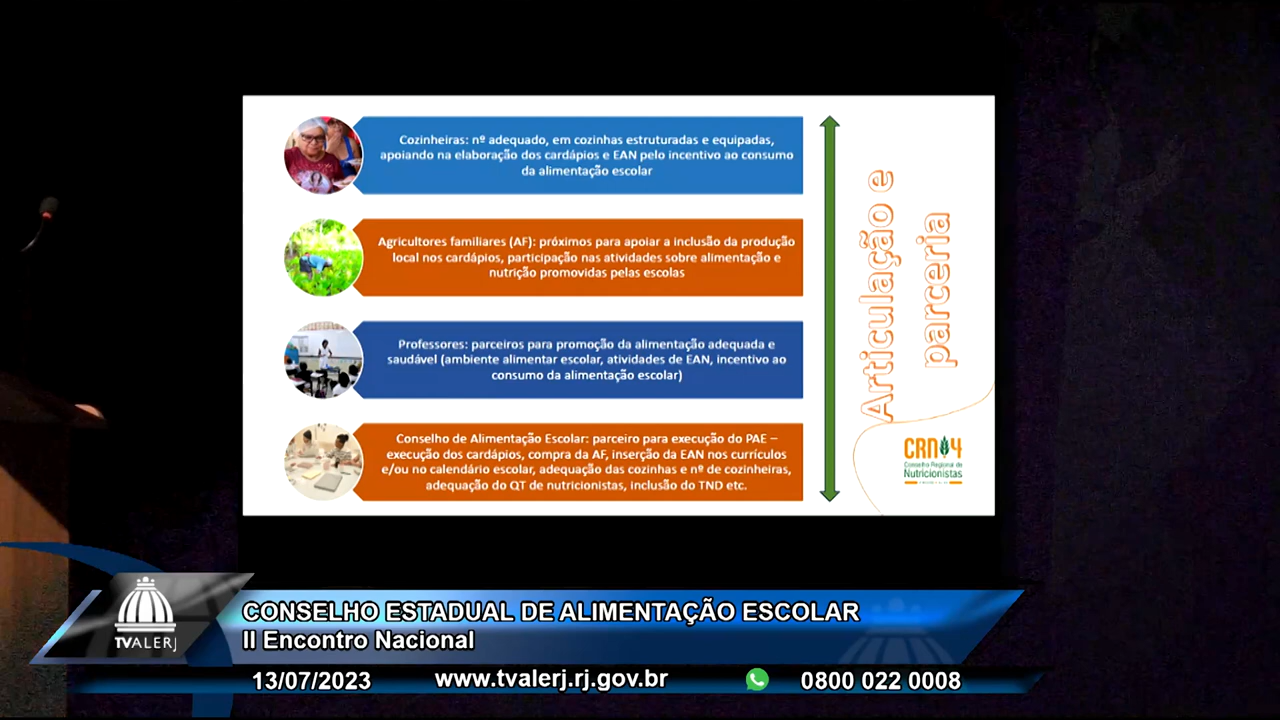 Cozinheiras: nº adequado, em cozinhas estruturadas e equipadas,
apoiando na elaboração dos cardápios e EAN pelo incentivo ao consumo
da alimentação escolar
Agricultores familiares (AF): próximos para apoiar a inclusão da produção
local nos cardápios, participação nas atividades sobre alimentação e
nutrição promovidas pelas escolas
Professores: parceiros para promoção da alimentação adequada e
saudável (ambiente alimentar escolar, atividades de EAN, incentivo ao
consumo da alimentação escolar)
Conselho de Alimentação Escolar: parceiro para execução do PAE –
execução dos cardápios, compra da AF, inserção da EAN nos currículos
e/ou no calendário escolar, adequação das cozinhas e nº de cozinheiras,
adequação do QT de nutricionistas, inclusão do TND etc.
Articulação e
parceria
CRN 4
Conselho Regional de
Nutricionistas
TVALERJ
CONSELHO ESTADUAL DE ALIMENTAÇÃO ESCOLAR
II Encontro Nacional
13/07/2023
www.tvalerj.rj.gov.br
0800 022 0008